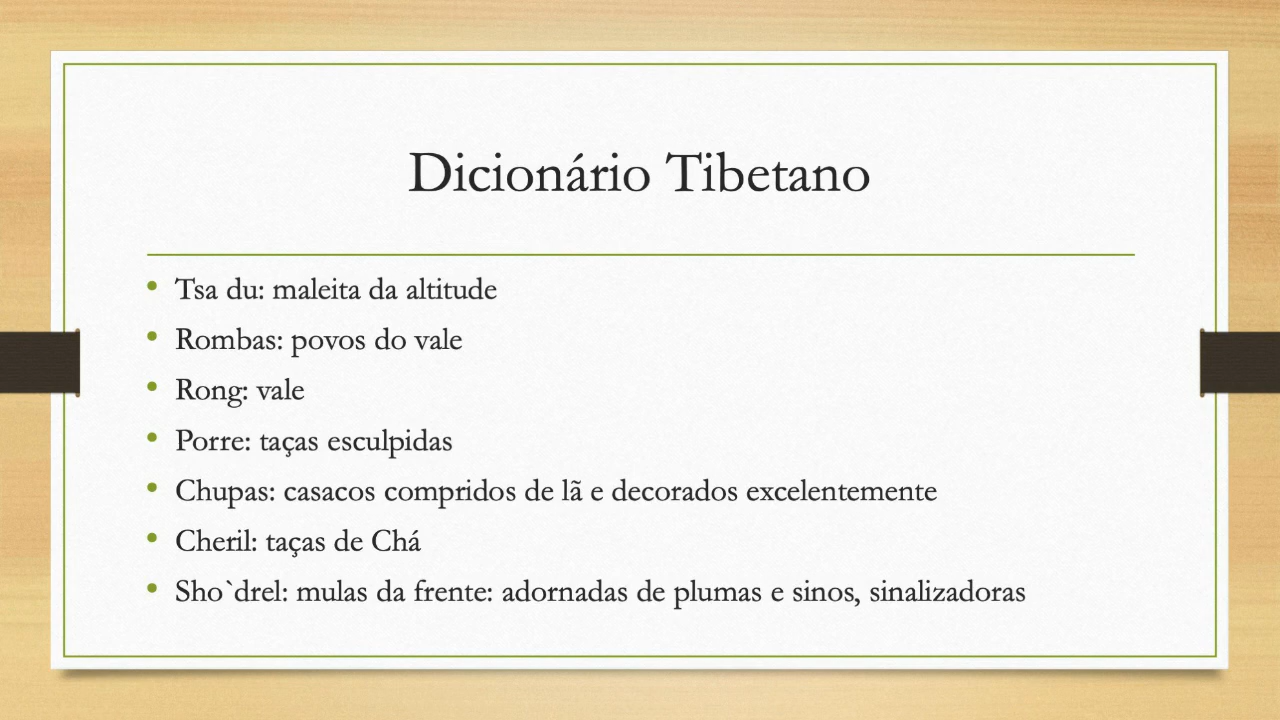 Dicionário Tibetano
• Tsa du: maleita da altitude
• Rombas: povos do vale
• Rong: vale
• Porre: taças esculpidas
• Chupas: casacos compridos de lã e decorados excelentemente
• Cheril: taças de Chá
• Sho`drel: mulas da frente: adornadas de plumas e sinos, sinalizadoras